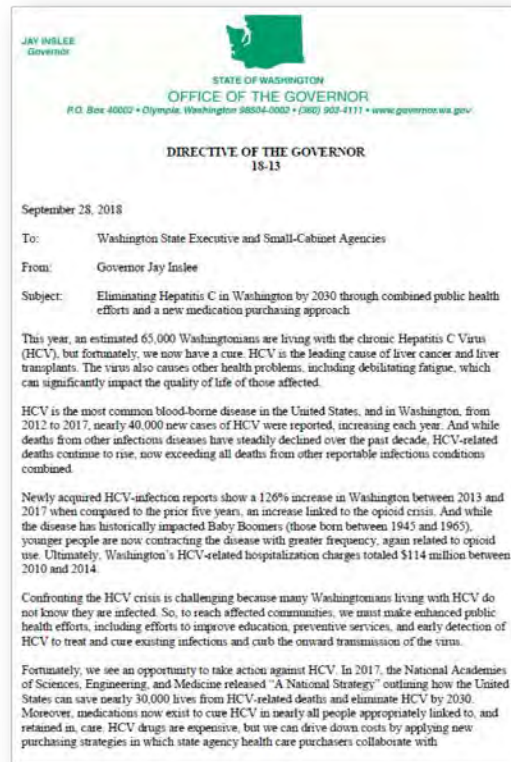 JAY INSLEE
Governor
STATE OF WASHINGTON
OFFICE OF THE GOVERNOR
P.O. Box 40002 • Olympia, Washington 98504-0002 • (360) 902-4111 • www.governor.wa.gov
DIRECTIVE OF THE GOVERNOR
18-13
September 28, 2018
To: Washington State Executive and Small-Cabinet Agencies
From: Governor Jay Inslee
Subject: Eliminating Hepatitis C in Washington by 2030 through combined public health
efforts and a new medication purchasing approach
This year, an estimated 65,000 Washingtonians are living with the chronic Hepatitis C Virus
(HCV), but fortunately, we now have a cure. HCV is the leading cause of liver cancer and liver
transplants. The virus also causes other health problems, including debilitating fatigue, which
can significantly impact the quality of life of those affected.
HCV is the most common blood-borne disease in the United States, and in Washington, from
2012 to 2017, nearly 40,000 new cases of HCV were reported, increasing each year. And while
deaths from other infectious diseases have steadily declined over the past decade, HCV-related
deaths continue to rise, now exceeding all deaths from other reportable infectious conditions
combined.
Newly acquired HCV-infection reports show a 126% increase in Washington between 2013 and
2017 when compared to the prior five years, an increase linked to the opioid crisis. And while
the disease has historically impacted Baby Boomers (those born between 1945 and 1965),
younger people are now contracting the disease with greater frequency, again related to opioid
use. Ultimately, Washington's HCV-related hospitalization charges totaled $114 million between
2010 and 2014.
Confronting the HCV crisis is challenging because many Washingtonians living with HCV do
not know they are infected. So, to reach affected communities, we must make enhanced public
health efforts, including efforts to improve education, preventive services, and early detection of
HCV to treat and cure existing infections and curb the onward transmission of the virus.
Fortunately, we see an opportunity to take action against HCV. In 2017, the National Academies
of Sciences, Engineering, and Medicine released "A National Strategy" outlining how the United
States can save nearly 30,000 lives from HCV-related deaths and eliminate HCV by 2030.
Moreover, medications now exist to cure HCV in nearly all people appropriately linked to, and
retained in, care. HCV drugs are expensive, but we can drive down costs by applying new
purchasing strategies in which state agency health care purchasers collaborate with